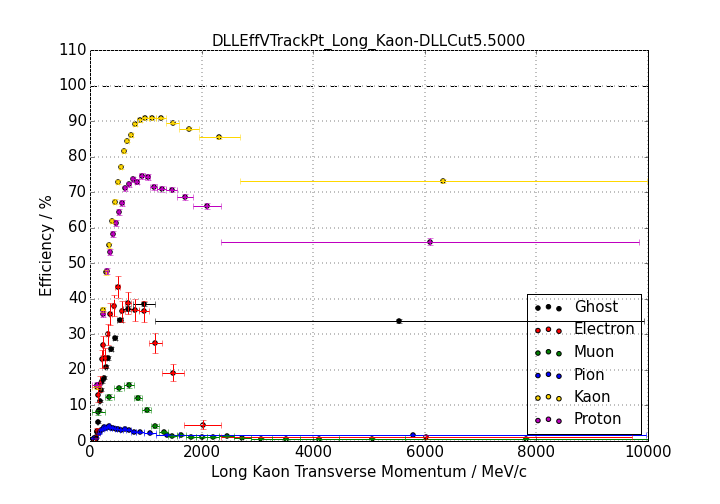 DLLEffVTrackPt_Long_Kaon-DLLCut5.5000
110
100
90
80
70
60
50
40
30
20
10
0
Efficiency / %
Ghost
Electron
Muon
Pion
Kaon
Proton
0 2000 4000 6000 8000 10000
Long Kaon Transverse Momentum / MeV/c